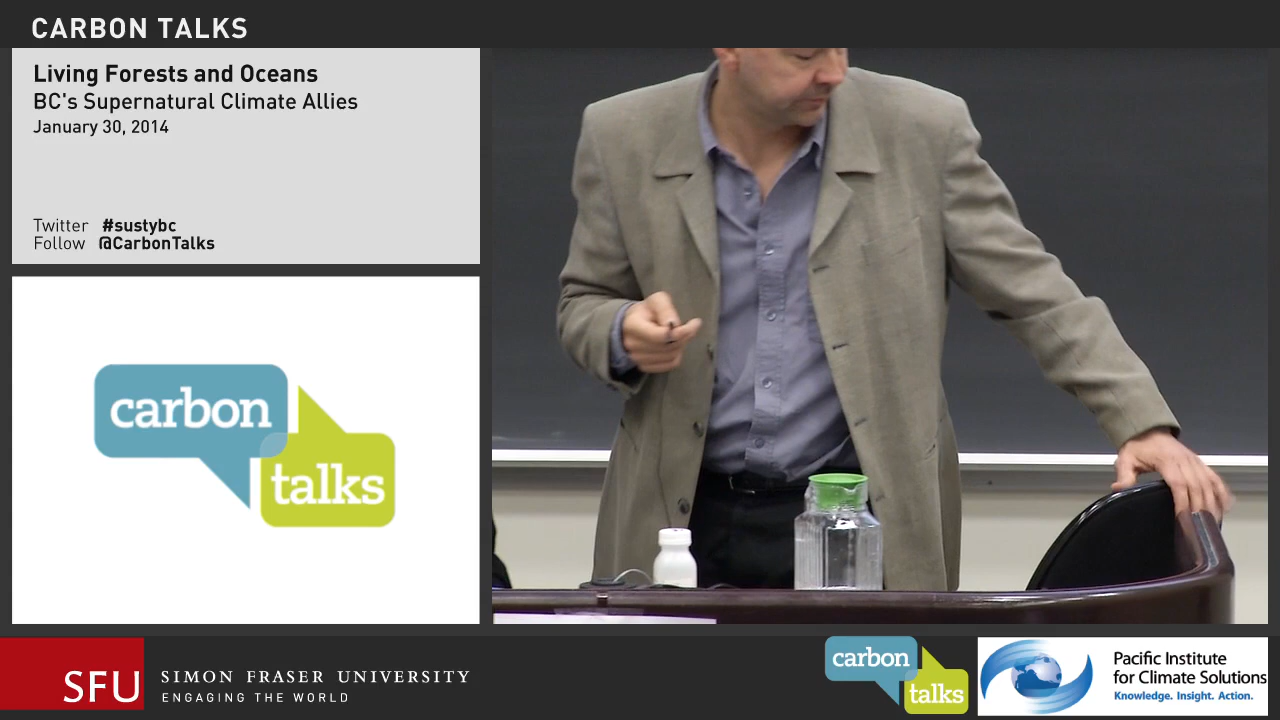 CARBON TALKS
Living Forests and Oceans
BC's Supernatural Climate Allies
January 30, 2014
Twitter #sustybc
Follow @CarbonTalks
carbon
talks
SFU
SIMON FRASER UNIVERSITY
ENGAGING THE WORLD
carbon
talks
Pacific Institute
for Climate Solutions
Knowledge. Insight. Action.